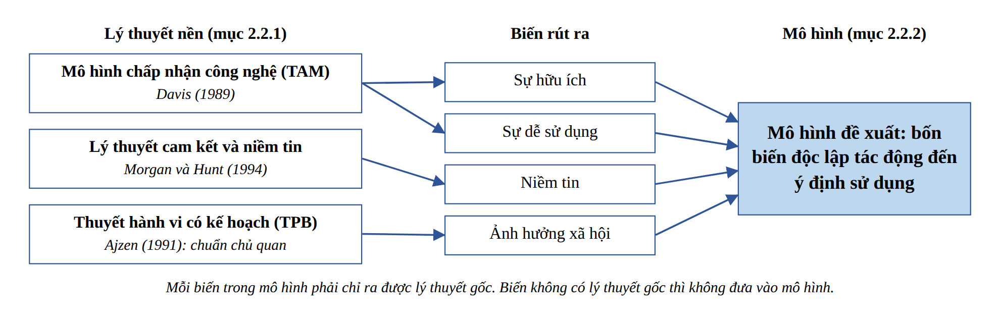 Lý thuyết nền (mục 2.2.1)
Mô hình chấp nhận công nghệ (TAM)
Davis (1989)
Lý thuyết cam kết và niềm tin
Morgan và Hunt (1994)
Thuyết hành vi có kế hoạch (TPB)
Ajzen (1991): chuẩn chủ quan
Biến rút ra
Sự hữu ích
Sự dễ sử dụng
Niềm tin
Ảnh hưởng xã hội
Mô hình (mục 2.2.2)
Mô hình đề xuất: bốn
biến độc lập tác động đến
ý định sử dụng
Mỗi biến trong mô hình phải chỉ ra được lý thuyết gốc. Biến không có lý thuyết gốc thì không đưa vào mô hình.